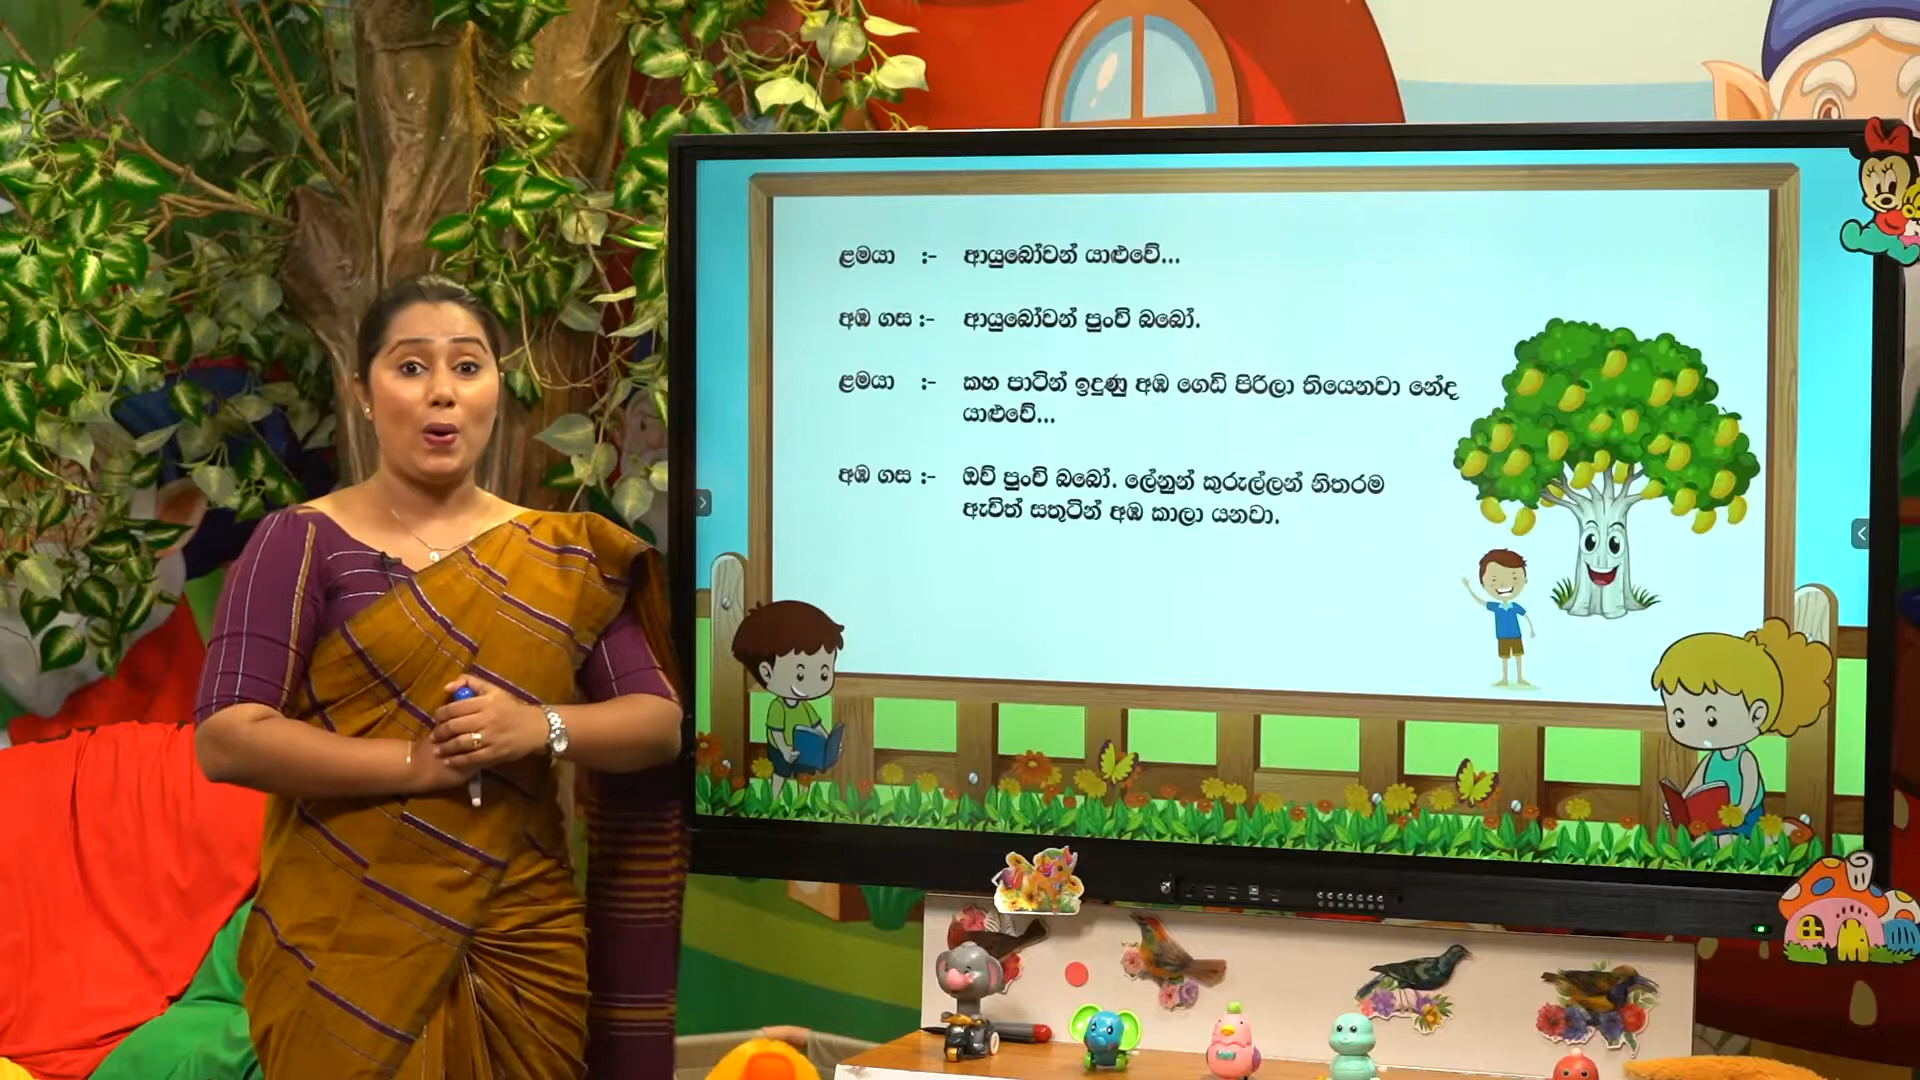 ළමයා :- ආයුබෝවන් යාළුවේ...
අඹ ගස :- ආයුබෝවන් පුංචි බබෝ.
ළමයා :- කහ පාටින් ඉදුණු අඹ ගෙඩි පිරිලා තියෙනවා නේද
යාළුවේ...
අඹ ගස :- ඔව් පුංචි බබෝ. ලේනුන් කුරුල්ලන් නිතරම
ඇවිත් සතුටින් අඹ කාලා යනවා.